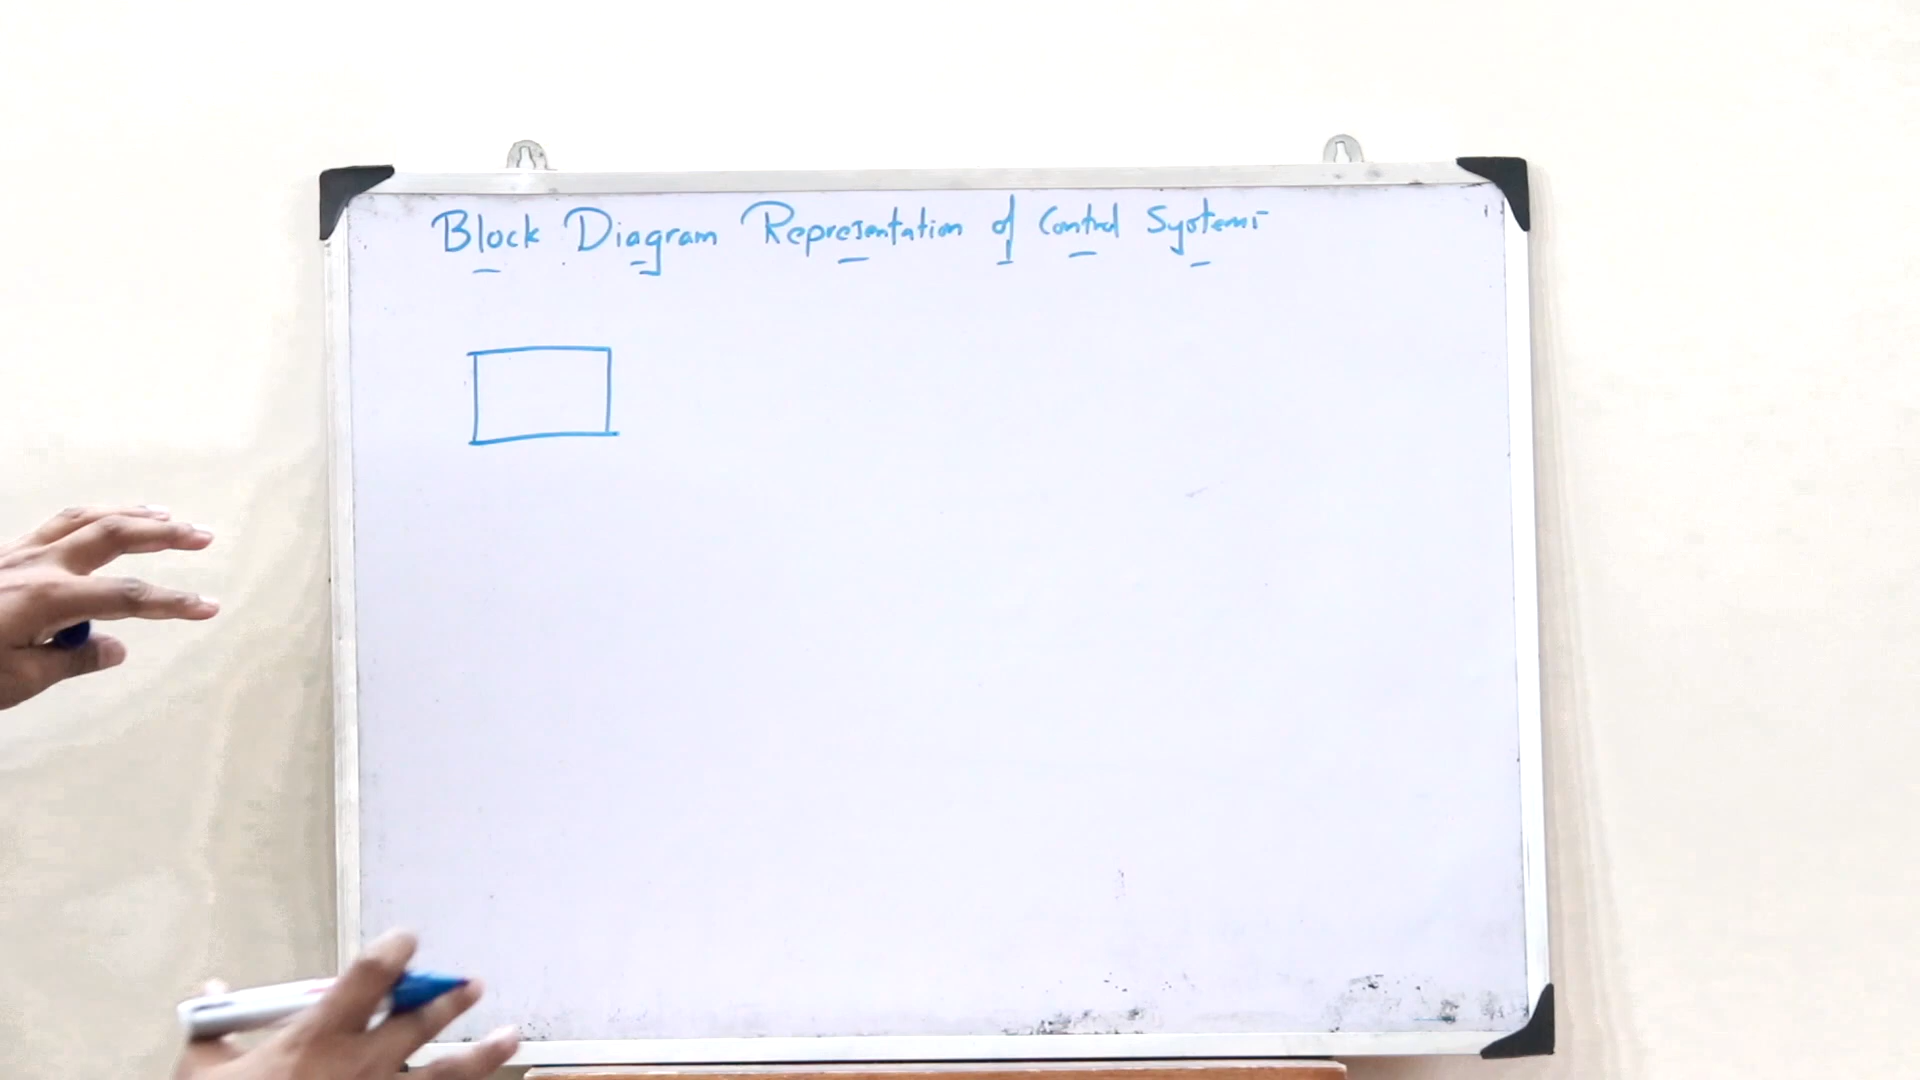 Block Diagram Representation of Control Systems